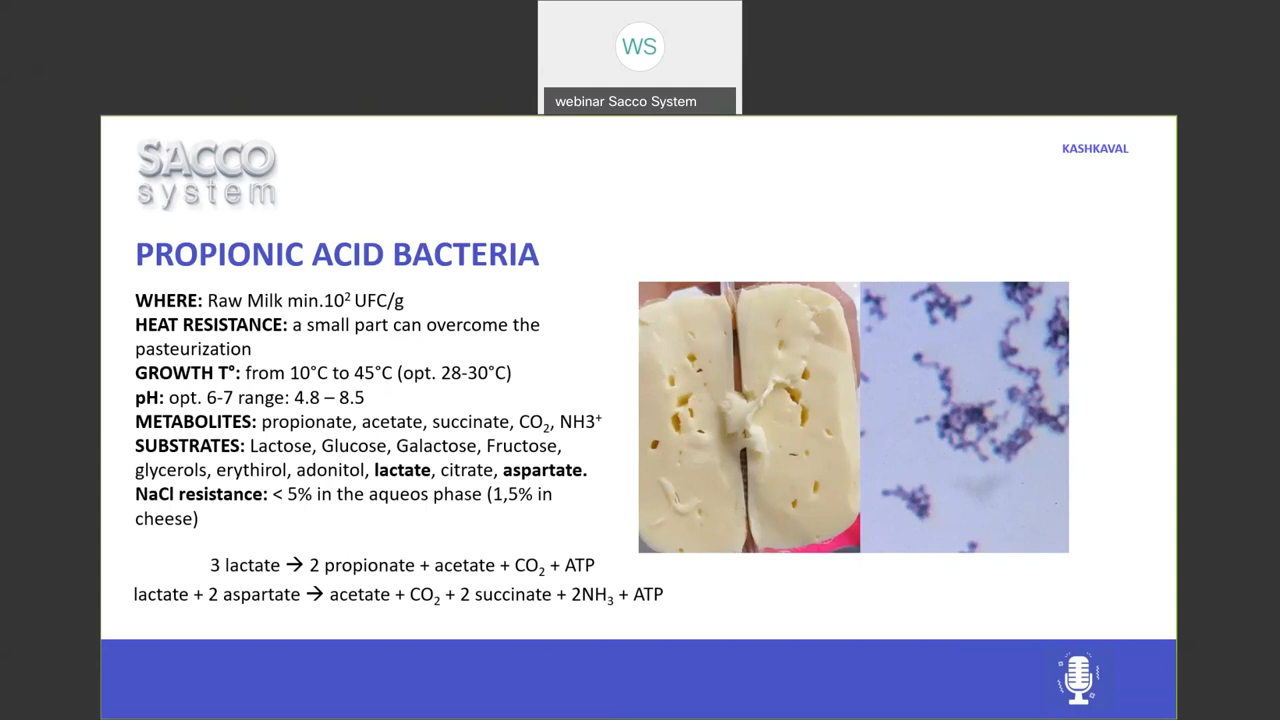 WS
webinar Sacco System
SACCO
system
KASHKAVAL
PROPIONIC ACID BACTERIA
WHERE: Raw Milk min.10² UFC/g
HEAT RESISTANCE: a small part can overcome the
pasteurization
GROWTH T°: from 10°C to 45°C (opt. 28-30°C)
pH: opt. 6-7 range: 4.8 – 8.5
METABOLITES: propionate, acetate, succinate, CO₂, NH3⁺
SUBSTRATES: Lactose, Glucose, Galactose, Fructose,
glycerols, erythirol, adonitol, lactate, citrate, aspartate.
NaCl resistance: < 5% in the aqueos phase (1,5% in
cheese)
3 lactate → 2 propionate + acetate + CO₂ + ATP
lactate + 2 aspartate → acetate + CO₂ + 2 succinate + 2NH₃ + ATP